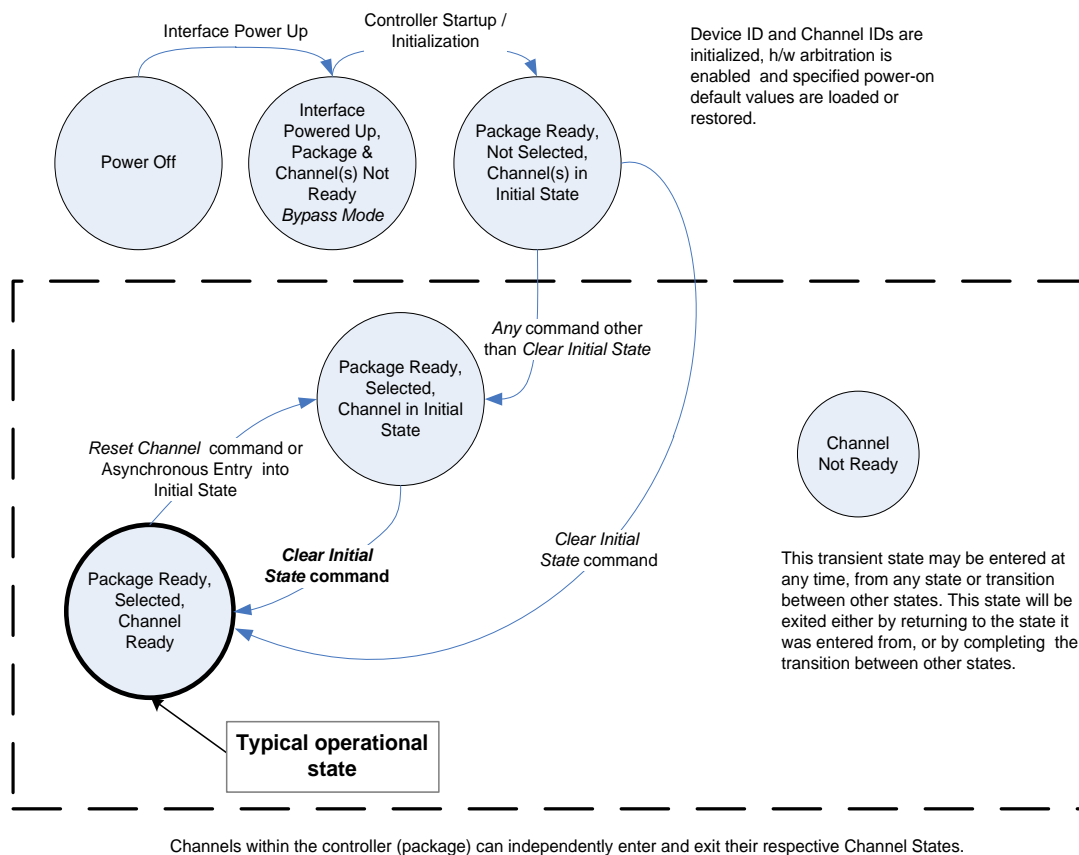 Interface Power Up
Controller Startup /
Initialization
Device ID and Channel IDs are
initialized, h/w arbitration is
enabled and specified power-on
default values are loaded or
restored.
Power Off
Interface
Powered Up,
Package &
Channel(s) Not
Ready
Bypass Mode
Package Ready,
Not Selected,
Channel(s) in
Initial State
Any command other
than Clear Initial State
Package Ready,
Selected,
Channel in Initial
State
Reset Channel command or
Asynchronous Entry into
Initial State
Channel
Not Ready
Clear Initial
State command
Clear Initial
State command
Package Ready,
Selected,
Channel
Ready
This transient state may be entered at
any time, from any state or transition
between other states. This state will be
exited either by returning to the state it
was entered from, or by completing the
transition between other states.
Typical operational
state
Channels within the controller (package) can independently enter and exit their respective Channel States.